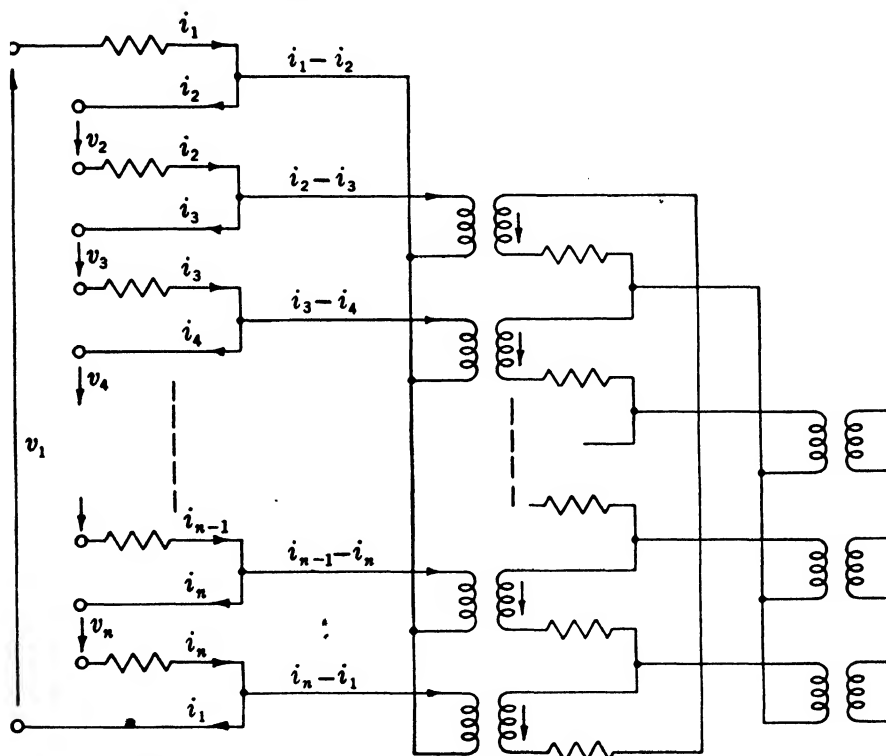 i₁
i₁ − i₂
i₂
v₂
i₂
i₂ − i₃
i₃
v₃
i₃
i₃ − i₄
i₄
v₄
v₁
iₙ₋₁
iₙ₋₁ − iₙ
iₙ
vₙ
iₙ
iₙ − i₁
i₁